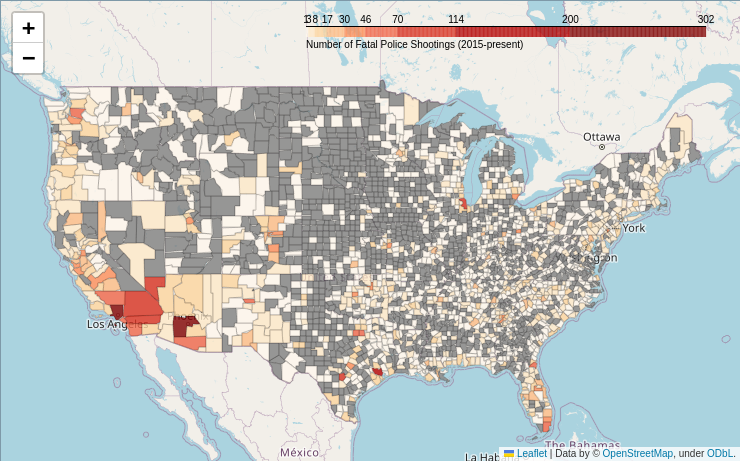 +
−
1 3 8 17 30 46 70 114 200 302
Number of Fatal Police Shootings (2015-present)
Ottawa
York
Washington
Los Angeles
Phoenix
México
The Bahamas
La Hab
Leaflet | Data by © OpenStreetMap, under ODbL.